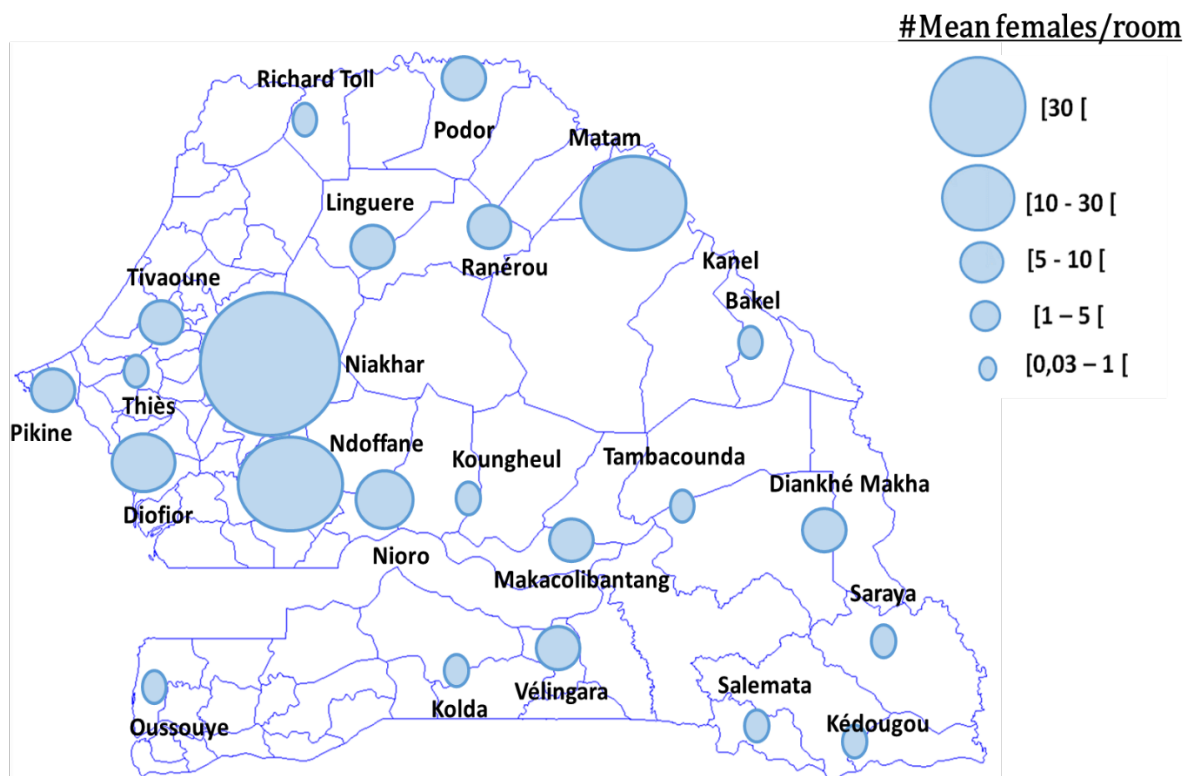 #Mean females/room
[30 [
[10 - 30 [
[5 - 10 [
[1 – 5 [
[0,03 – 1 [
Richard Toll
Podor
Matam
Linguere
Ranérou
Kanel
Tivaoune
Bakel
Niakhar
Thiès
Pikine
Ndoffane
Koungheul
Tambacounda
Diankhé Makha
Diofior
Nioro
Makacolibantang
Saraya
Salemata
Vélingara
Kolda
Oussouye
Kédougou